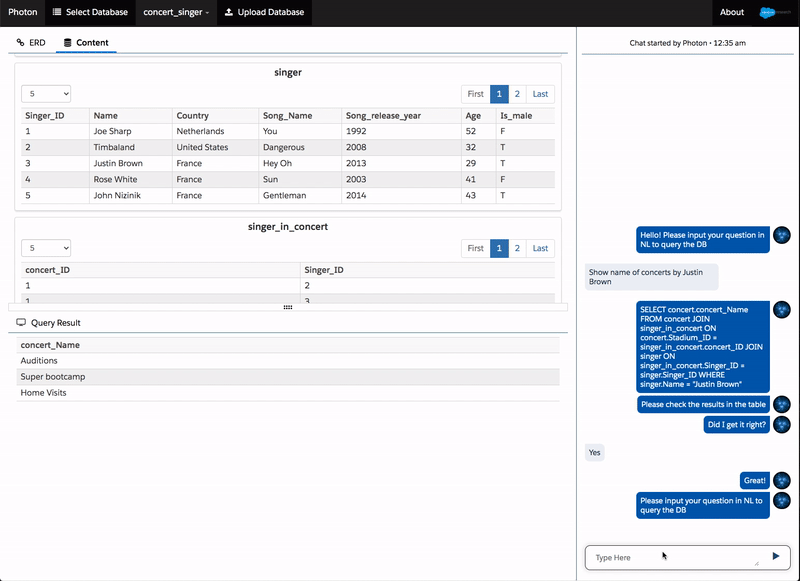 Photon Select Database concert_singer Upload Database About
ERD Content
Chat started by Photon • 12:35 am
singer
5 First 1 2 Last
Singer_ID Name Country Song_Name Song_release_year Age Is_male
1 Joe Sharp Netherlands You 1992 52 F
2 Timbaland United States Dangerous 2008 32 T
3 Justin Brown France Hey Oh 2013 29 T
4 Rose White France Sun 2003 41 F
5 John Nizinik France Gentleman 2014 43 T
singer_in_concert
5 First 1 2 Last
concert_ID Singer_ID
1 2
1 3
Query Result
concert_Name
Auditions
Super bootcamp
Home Visits
Hello! Please input your question in
NL to query the DB
Show name of concerts by Justin
Brown
SELECT concert.concert_Name
FROM concert JOIN
singer_in_concert ON
concert.Stadium_ID =
singer_in_concert.concert_ID JOIN
singer ON
singer_in_concert.Singer_ID =
singer.Singer_ID WHERE
singer.Name = "Justin Brown"
Please check the results in the table
Did I get it right?
Yes
Great!
Please input your question in NL to
query the DB
Type Here